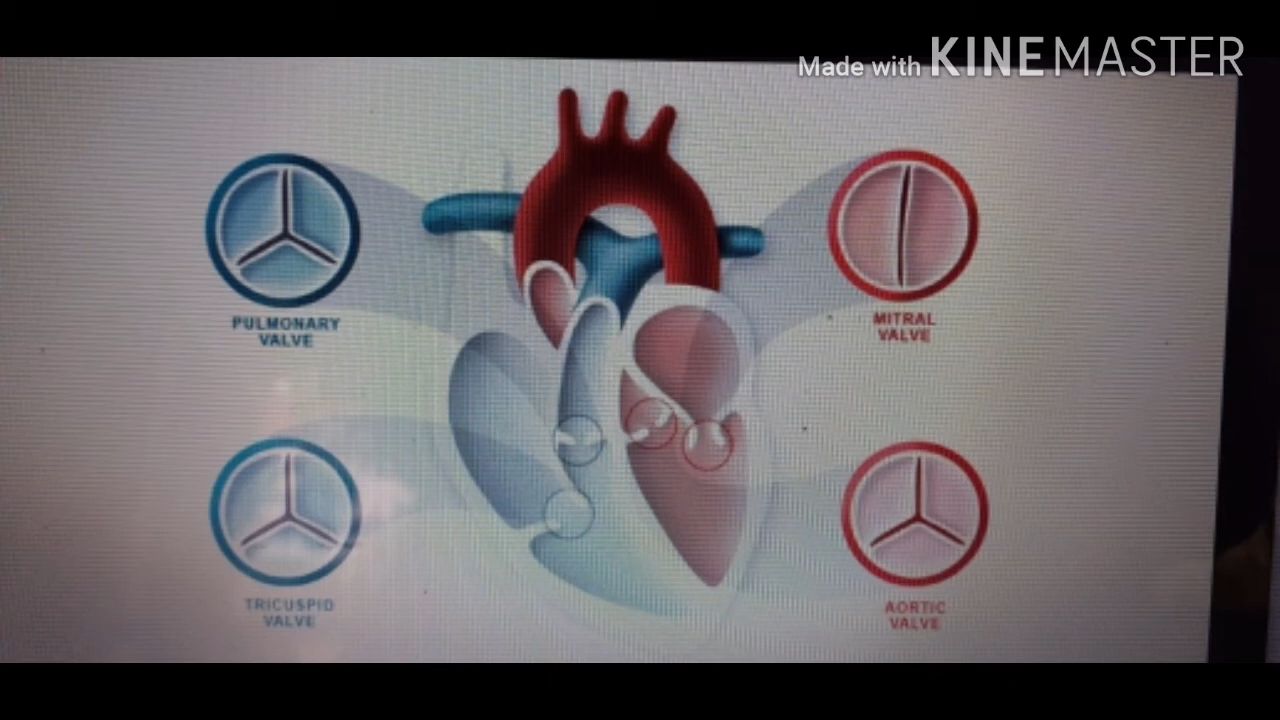 Made with KINEMASTER
PULMONARY
VALVE
MITRAL
VALVE
TRICUSPID
VALVE
AORTIC
VALVE